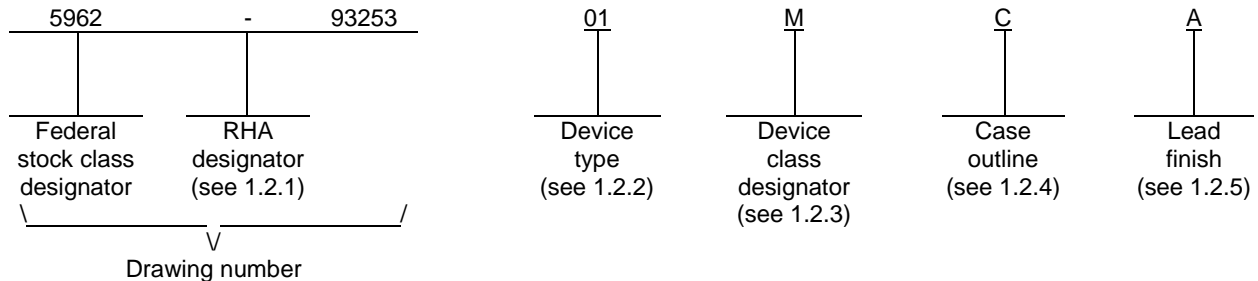 5962 - 93253 01 M C A
Federal stock class designator
RHA designator (see 1.2.1)
Device type (see 1.2.2)
Device class designator (see 1.2.3)
Case outline (see 1.2.4)
Lead finish (see 1.2.5)
\ /
\/
Drawing number